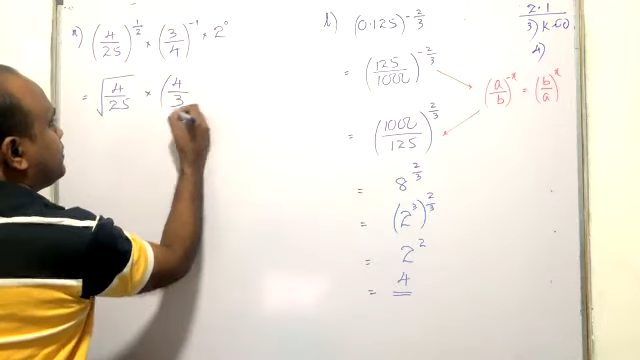 n) (4/25)^(1/2) × (3/4)^(-1) × 2^0
= √(4/25) × (4/3
l) (0.125)^(-2/3)
= (125/1000)^(-2/3)
= (1000/125)^(2/3)
= 8^(2/3)
= (2^3)^(2/3)
= 2^2
= 4
(a/b)^(-x) = (b/a)^x
2.1
3)
4)